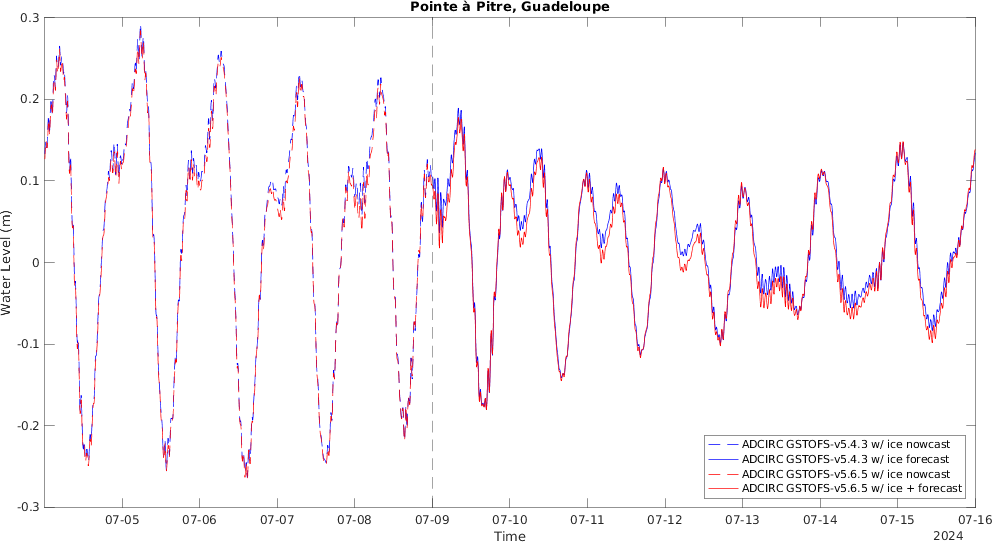 Pointe à Pitre, Guadeloupe
0.3
0.2
0.1
0
-0.1
-0.2
-0.3
Water Level (m)
ADCIRC GSTOFS-v5.4.3 w/ ice nowcast
ADCIRC GSTOFS-v5.4.3 w/ ice forecast
ADCIRC GSTOFS-v5.6.5 w/ ice nowcast
ADCIRC GSTOFS-v5.6.5 w/ ice + forecast
07-05 07-06 07-07 07-08 07-09 07-10 07-11 07-12 07-13 07-14 07-15 07-16
Time
2024